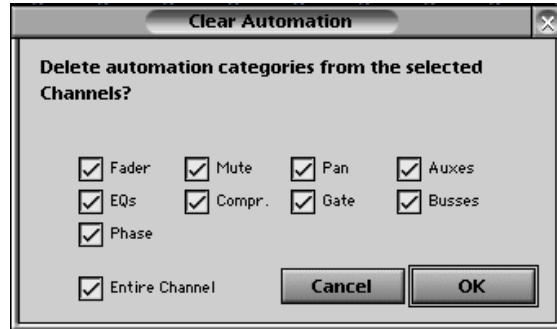 Clear Automation
Delete automation categories from the selected
Channels?
Fader Mute Pan Auxes
EQs Compr. Gate Busses
Phase
Entire Channel Cancel OK